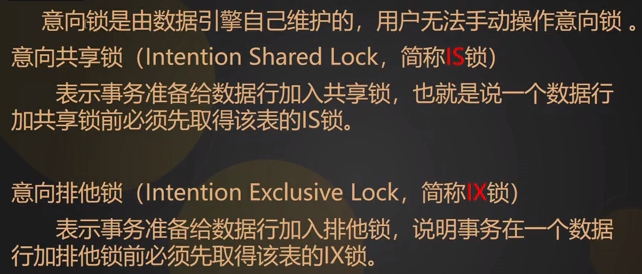 意向锁是由数据引擎自己维护的，用户无法手动操作意向锁 。
意向共享锁（Intention Shared Lock，简称IS锁）
表示事务准备给数据行加入共享锁，也就是说一个数据行
加共享锁前必须先取得该表的IS锁。
意向排他锁（Intention Exclusive Lock，简称IX锁）
表示事务准备给数据行加入排他锁，说明事务在一个数据
行加排他锁前必须先取得该表的IX锁。